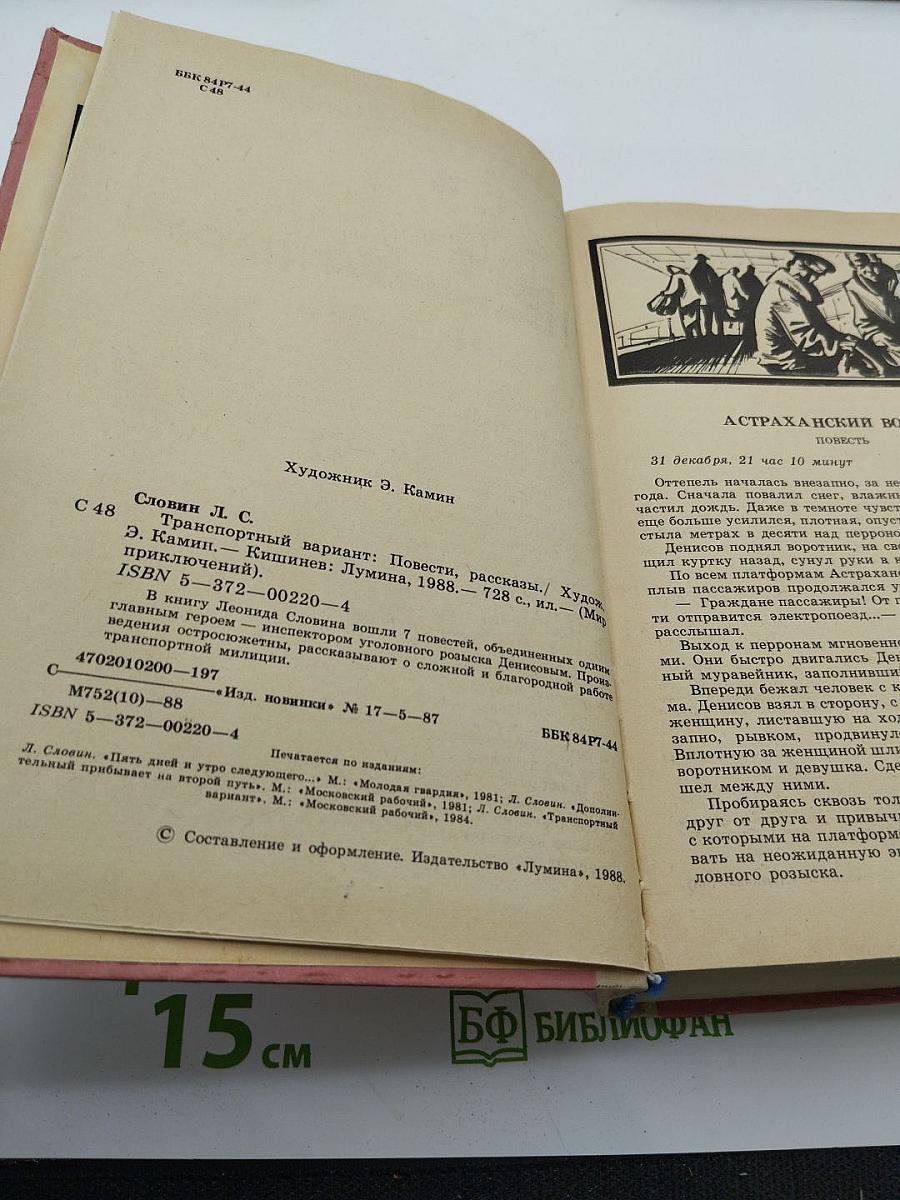 ББК 84Р7-44
С 48
Художник Э. Камин
Словин Л. С.
С 48 Транспортный вариант: Повести, рассказы./ Худож.
Э. Камин.— Кишинев: Лумина, 1988.— 728 с., ил.— (Мир
приключений).
ISBN 5—372—00220—4
В книгу Леонида Словина вошли 7 повестей, объединенных одним
главным героем — инспектором уголовного розыска Денисовым. Произ-
ведения остросюжетны, рассказывают о сложной и благородной работе
транспортной милиции.
С 4702010200—197
М752(10)—88 «Изд. новинки» № 17—5—87
ББК 84Р7-44
ISBN 5—372—00220—4
Печатается по изданиям:
Л. Словин. «Пять дней и утро следующего...» М.: «Молодая гвардия», 1981; Л. Словин. «Дополни-
тельный прибывает на второй путь». М.: «Московский рабочий», 1981; Л. Словин. «Транспортный
вариант». М.: «Московский рабочий», 1984.
© Составление и оформление. Издательство «Лумина», 1988.
АСТРАХАНСКИЙ ВО
ПОВЕСТЬ
31 декабря, 21 час 10 минут
Оттепель началась внезапно, за не
года. Сначала повалил снег, влажн
частил дождь. Даже в темноте чувст
еще больше усилился, плотная, опуст
стыла метрах в десяти над перроно
Денисов поднял воротник, на сво
щил куртку назад, сунул руки в к
По всем платформам Астрахано
плыв пассажиров продолжался у
— Граждане пассажиры! От п
ти отправится электропоезд...—
расслышал.
Выход к перронам мгновенно
ми. Они быстро двигались Де
ный муравейник, заполнивши
Впереди бежал человек с к
ма. Денисов взял в сторону, с
женщину, листавшую на ход
запно, рывком, продвинул
Вплотную за женщиной шли
воротником и девушка. Сде
шел между ними.
Пробираясь сквозь тол
друг от друга и привыч
с которыми на платфор
вать на неожиданную э
ловного розыска.
15 см
БФ БИБЛИОФАН